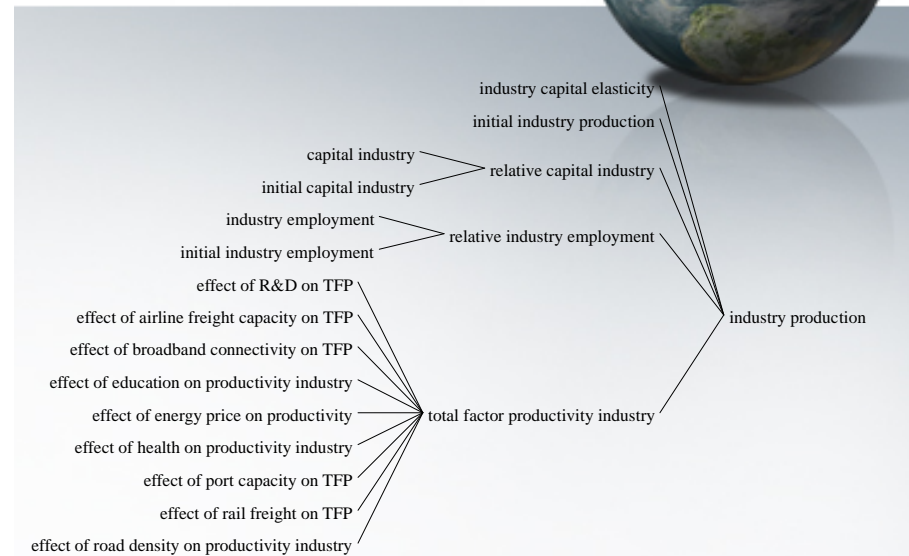 industry capital elasticity
initial industry production
capital industry
relative capital industry
initial capital industry
industry employment
relative industry employment
initial industry employment
effect of R&D on TFP
effect of airline freight capacity on TFP
industry production
effect of broadband connectivity on TFP
effect of education on productivity industry
effect of energy price on productivity
total factor productivity industry
effect of health on productivity industry
effect of port capacity on TFP
effect of rail freight on TFP
effect of road density on productivity industry